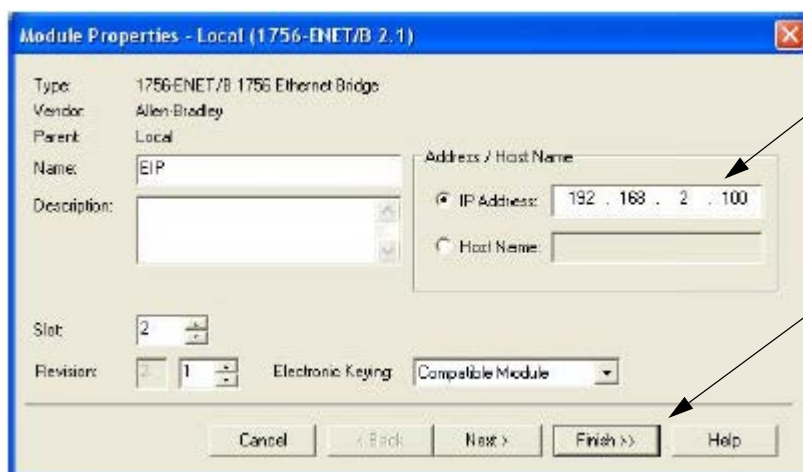 Module Properties - Local (1756-ENET/B 2.1)
Type: 1756-ENET/B 1756 Ethernet Bridge
Vendor: Allen-Bradley
Parent: Local
Name: EIP
Address / Host Name
Description:
IP Address: 192 . 168 . 2 . 100
Host Name:
Slot: 2
Revision: 2 1 Electronic Keying: Compatible Module
Cancel < Back Next > Finish >> Help